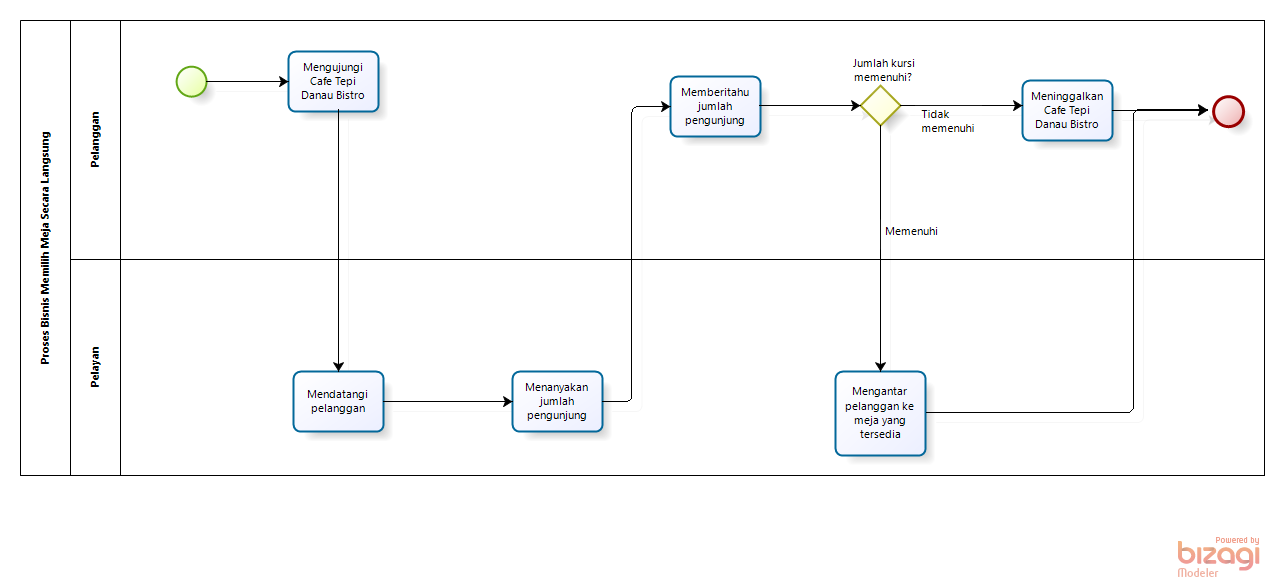 Proses Bisnis Memilih Meja Secara Langsung
Pelanggan
Mengujungi
Cafe Tepi
Danau Bistro
Memberitahu
jumlah
pengunjung
Jumlah kursi
memenuhi?
Tidak
memenuhi
Meninggalkan
Cafe Tepi
Danau Bistro
Memenuhi
Pelayan
Mendatangi
pelanggan
Menanyakan
jumlah
pengunjung
Mengantar
pelanggan ke
meja yang
tersedia
Powered by
bizagi
Modeler